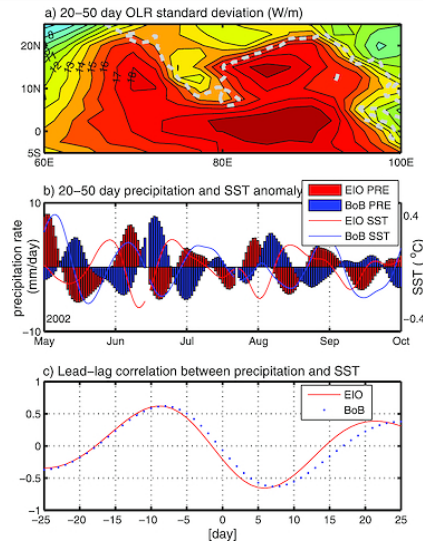 a) 20–50 day OLR standard deviation (W/m)
20N
10N
0
5S
60E
80E
100E
b) 20–50 day precipitation and SST anomaly
EIO PRE
BoB PRE
EIO SST
BoB SST
precipitation rate
(mm/day)
10
0
−10
0.4
0
−0.4
SST (°C)
2002
May
Jun
Jul
Aug
Sep
Oct
c) Lead−lag correlation between precipitation and SST
EIO
BoB
1
0.5
0
−0.5
−1
−25
−20
−15
−10
−5
0
5
10
15
20
25
[day]